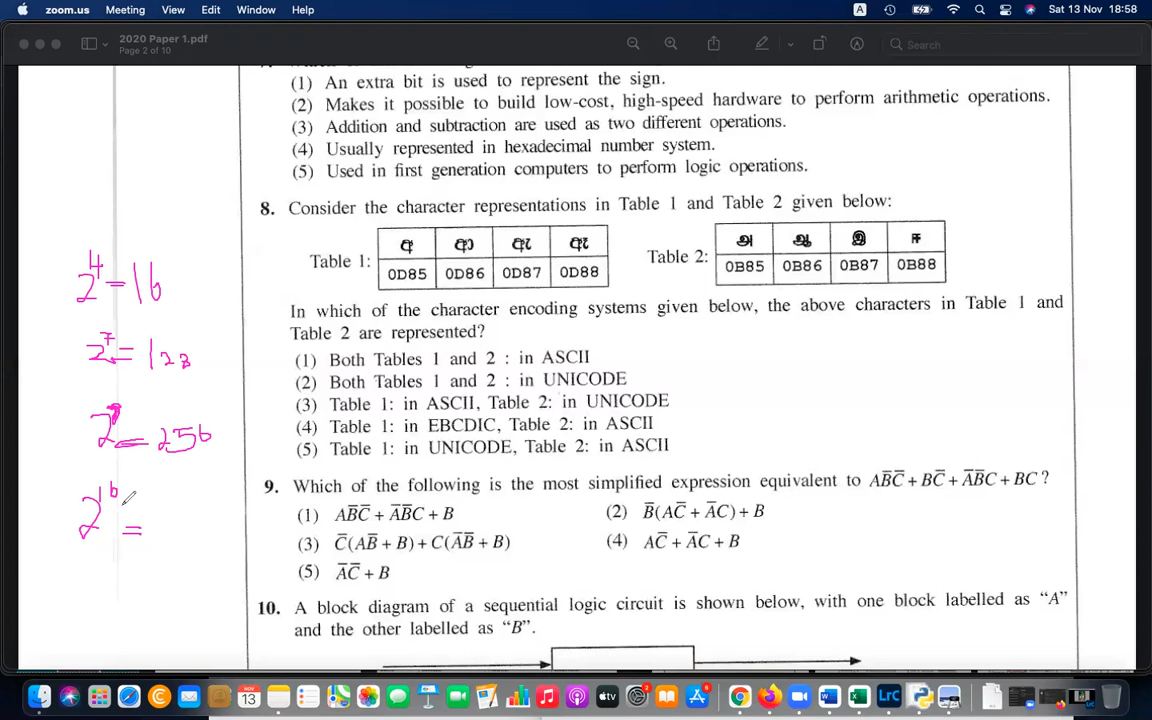 zoom.us Meeting View Edit Window Help A Sat 13 Nov 18:58
2020 Paper 1.pdf
Page 2 of 10
Search
(1) An extra bit is used to represent the sign.
(2) Makes it possible to build low-cost, high-speed hardware to perform arithmetic operations.
(3) Addition and subtraction are used as two different operations.
(4) Usually represented in hexadecimal number system.
(5) Used in first generation computers to perform logic operations.
8. Consider the character representations in Table 1 and Table 2 given below:
Table 1:
අ ආ ඇ ඈ
0D85 0D86 0D87 0D88
Table 2:
அ ஆ இ ஈ
0B85 0B86 0B87 0B88
In which of the character encoding systems given below, the above characters in Table 1 and
Table 2 are represented?
(1) Both Tables 1 and 2 : in ASCII
(2) Both Tables 1 and 2 : in UNICODE
(3) Table 1: in ASCII, Table 2: in UNICODE
(4) Table 1: in EBCDIC, Table 2: in ASCII
(5) Table 1: in UNICODE, Table 2: in ASCII
9. Which of the following is the most simplified expression equivalent to AB̅C̅ + BC̅ + A̅B̅C + BC ?
(1) AB̅C̅ + A̅B̅C + B
(2) B̅(AC̅ + A̅C) + B
(3) C̅(AB̅ + B) + C(A̅B̅ + B)
(4) AC̅ + A̅C + B
(5) A̅C̅ + B
10. A block diagram of a sequential logic circuit is shown below, with one block labelled as “A”
and the other labelled as “B”.
2⁴ = 16
2⁷ = 128
2⁸ = 256
2¹⁶ =
NOV
13
LrC